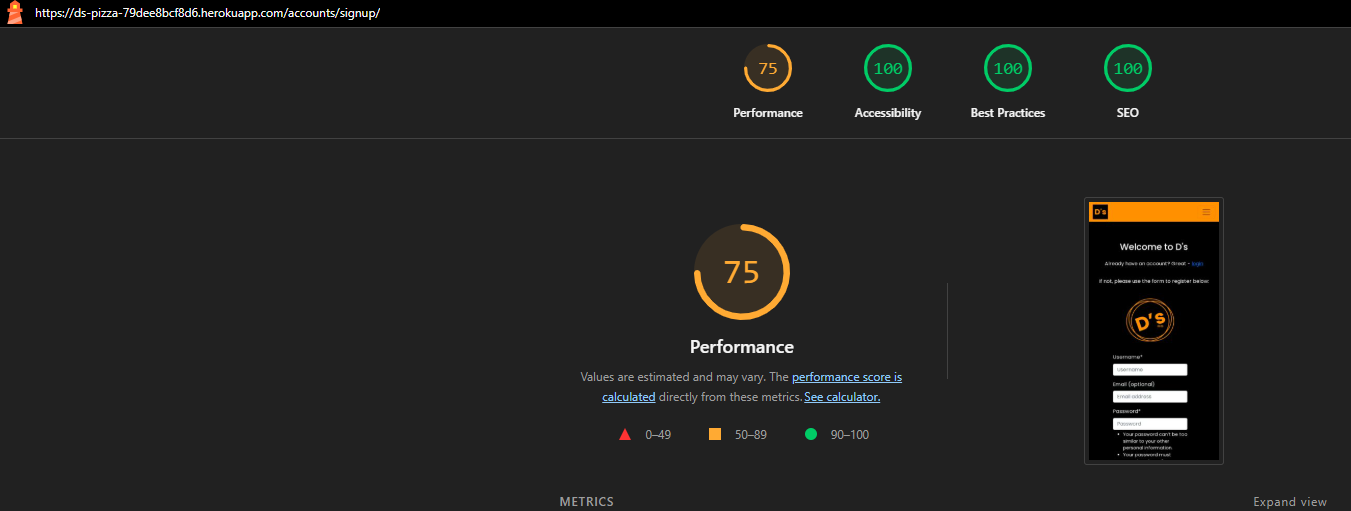 https://ds-pizza-79dee8bcf8d6.herokuapp.com/accounts/signup/
75
100
100
100
Performance
Accessibility
Best Practices
SEO
75
Performance
Values are estimated and may vary. The performance score is
calculated directly from these metrics. See calculator.
0–49
50–89
90–100
D's
Welcome to D's
Already have an account? Great - login
If not, please use the form to register below:
D's
Username*
Username
Email (optional)
Email address
Password*
Password
Your password can't be too
similar to your other
personal information
Your password must
METRICS
Expand view